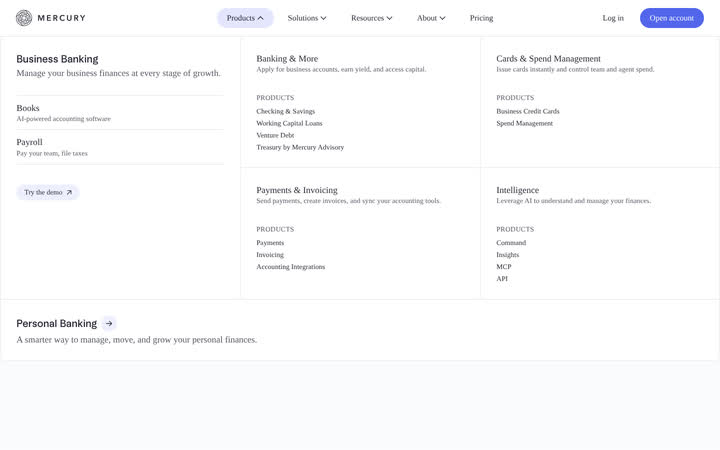 MERCURY
Products
Solutions
Resources
About
Pricing
Log in
Open account
Business Banking
Manage your business finances at every stage of growth.
Books
AI-powered accounting software
Payroll
Pay your team, file taxes
Try the demo
Banking & More
Apply for business accounts, earn yield, and access capital.
PRODUCTS
Checking & Savings
Working Capital Loans
Venture Debt
Treasury by Mercury Advisory
Cards & Spend Management
Issue cards instantly and control team and agent spend.
PRODUCTS
Business Credit Cards
Spend Management
Payments & Invoicing
Send payments, create invoices, and sync your accounting tools.
PRODUCTS
Payments
Invoicing
Accounting Integrations
Intelligence
Leverage AI to understand and manage your finances.
PRODUCTS
Command
Insights
MCP
API
Personal Banking
A smarter way to manage, move, and grow your personal finances.